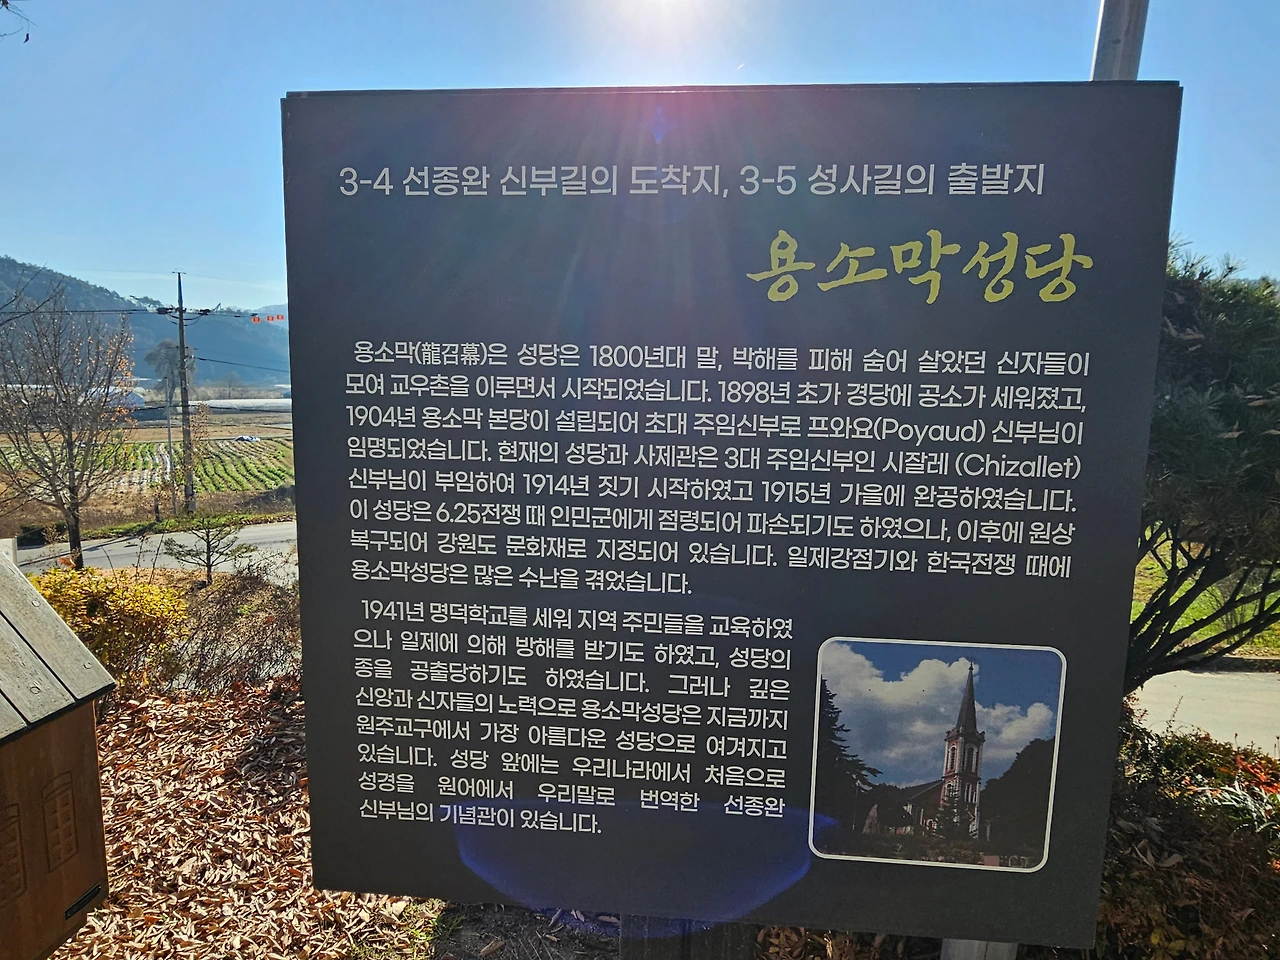 3-4 선종완 신부길의 도착지, 3-5 성사길의 출발지
용소막성당
용소막(龍召幕)은 성당은 1800년대 말, 박해를 피해 숨어 살았던 신자들이
모여 교우촌을 이루면서 시작되었습니다. 1898년 초가 경당에 공소가 세워졌고,
1904년 용소막 본당이 설립되어 초대 주임신부로 프와요(Poyaud) 신부님이
임명되었습니다. 현재의 성당과 사제관은 3대 주임신부인 시잘레 (Chizallet)
신부님이 부임하여 1914년 짓기 시작하였고 1915년 가을에 완공하였습니다.
이 성당은 6.25전쟁 때 인민군에게 점령되어 파손되기도 하였으나, 이후에 원상
복구되어 강원도 문화재로 지정되어 있습니다. 일제강점기와 한국전쟁 때에
용소막성당은 많은 수난을 겪었습니다.
1941년 명덕학교를 세워 지역 주민들을 교육하였
으나 일제에 의해 방해를 받기도 하였고, 성당의
종을 공출당하기도 하였습니다. 그러나 깊은
신앙과 신자들의 노력으로 용소막성당은 지금까지
원주교구에서 가장 아름다운 성당으로 여겨지고
있습니다. 성당 앞에는 우리나라에서 처음으로
성경을 원어에서 우리말로 번역한 선종완
신부님의 기념관이 있습니다.